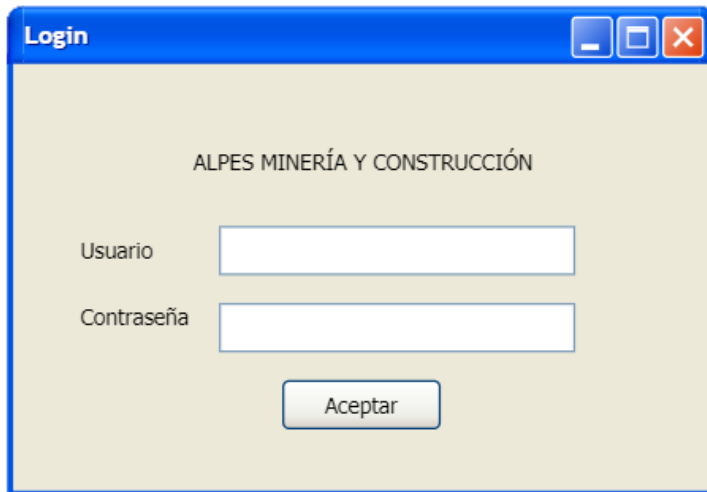 Login
ALPES MINERÍA Y CONSTRUCCIÓN
Usuario
Contraseña
Aceptar